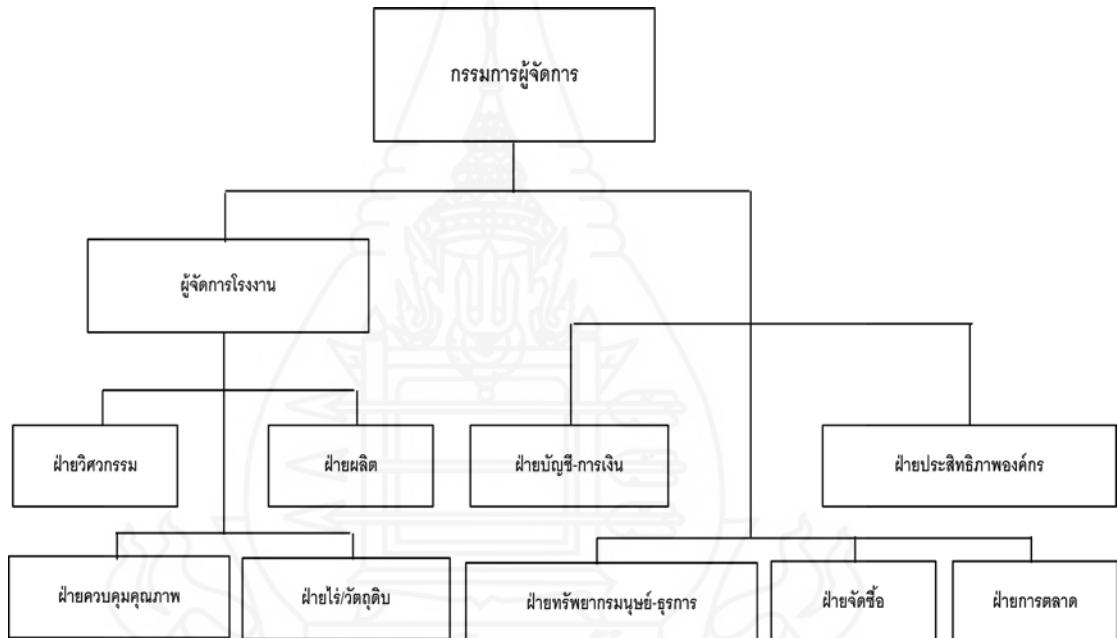 กรรมการผู้จัดการ
ผู้จัดการโรงงาน
ฝ่ายวิศวกรรม
ฝ่ายผลิต
ฝ่ายบัญชี-การเงิน
ฝ่ายประสิทธิภาพองค์กร
ฝ่ายควบคุมคุณภาพ
ฝ่ายไร่/วัตถุดิบ
ฝ่ายทรัพยากรมนุษย์-ธุรการ
ฝ่ายจัดซื้อ
ฝ่ายการตลาด